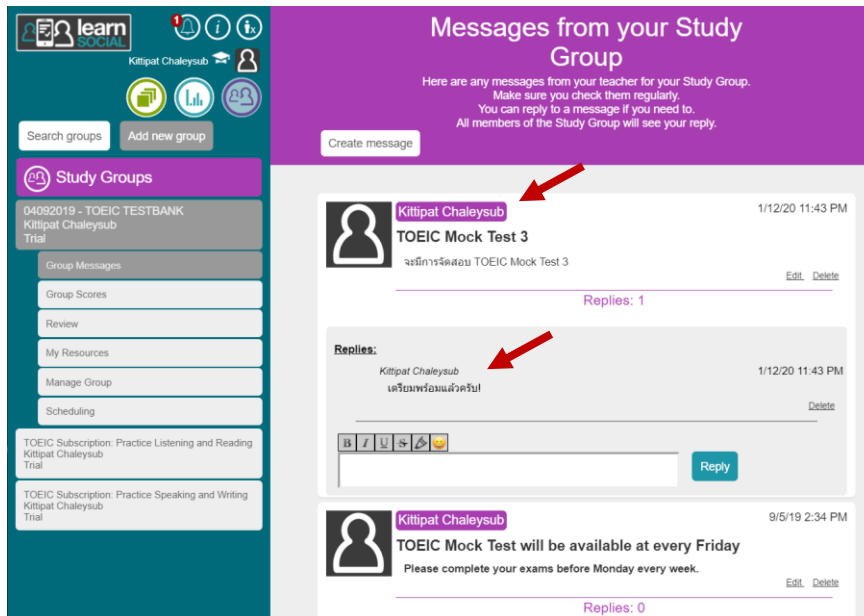 learn
SOCIAL
1
i
ix
Kittipat Chaleysub
Search groups
Add new group
Study Groups
04092019 - TOEIC TESTBANK
Kittipat Chaleysub
Trial
Group Messages
Group Scores
Review
My Resources
Manage Group
Scheduling
TOEIC Subscription: Practice Listening and Reading
Kittipat Chaleysub
Trial
TOEIC Subscription: Practice Speaking and Writing
Kittipat Chaleysub
Trial
Messages from your Study
Group
Here are any messages from your teacher for your Study Group.
Make sure you check them regularly.
You can reply to a message if you need to.
All members of the Study Group will see your reply.
Create message
Kittipat Chaleysub
1/12/20 11:43 PM
TOEIC Mock Test 3
จะมีการจัดสอบ TOEIC Mock Test 3
Edit Delete
Replies: 1
Replies:
Kittipat Chaleysub
1/12/20 11:43 PM
เตรียมพร้อมแล้วครับ!
Delete
B I U S
Reply
Kittipat Chaleysub
9/5/19 2:34 PM
TOEIC Mock Test will be available at every Friday
Please complete your exams before Monday every week.
Edit Delete
Replies: 0